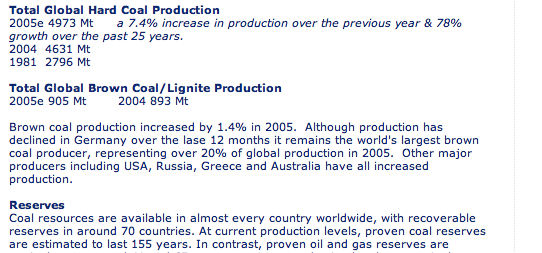 Total Global Hard Coal Production
2005e 4973 Mt a 7.4% increase in production over the previous year & 78%
growth over the past 25 years.
2004 4631 Mt
1981 2796 Mt
Total Global Brown Coal/Lignite Production
2005e 905 Mt 2004 893 Mt
Brown coal production increased by 1.4% in 2005. Although production has
declined in Germany over the lase 12 months it remains the world's largest brown
coal producer, representing over 20% of global production in 2005. Other major
producers including USA, Russia, Greece and Australia have all increased
production.
Reserves
Coal resources are available in almost every country worldwide, with recoverable
reserves in around 70 countries. At current production levels, proven coal reserves
are estimated to last 155 years. In contrast, proven oil and gas reserves are